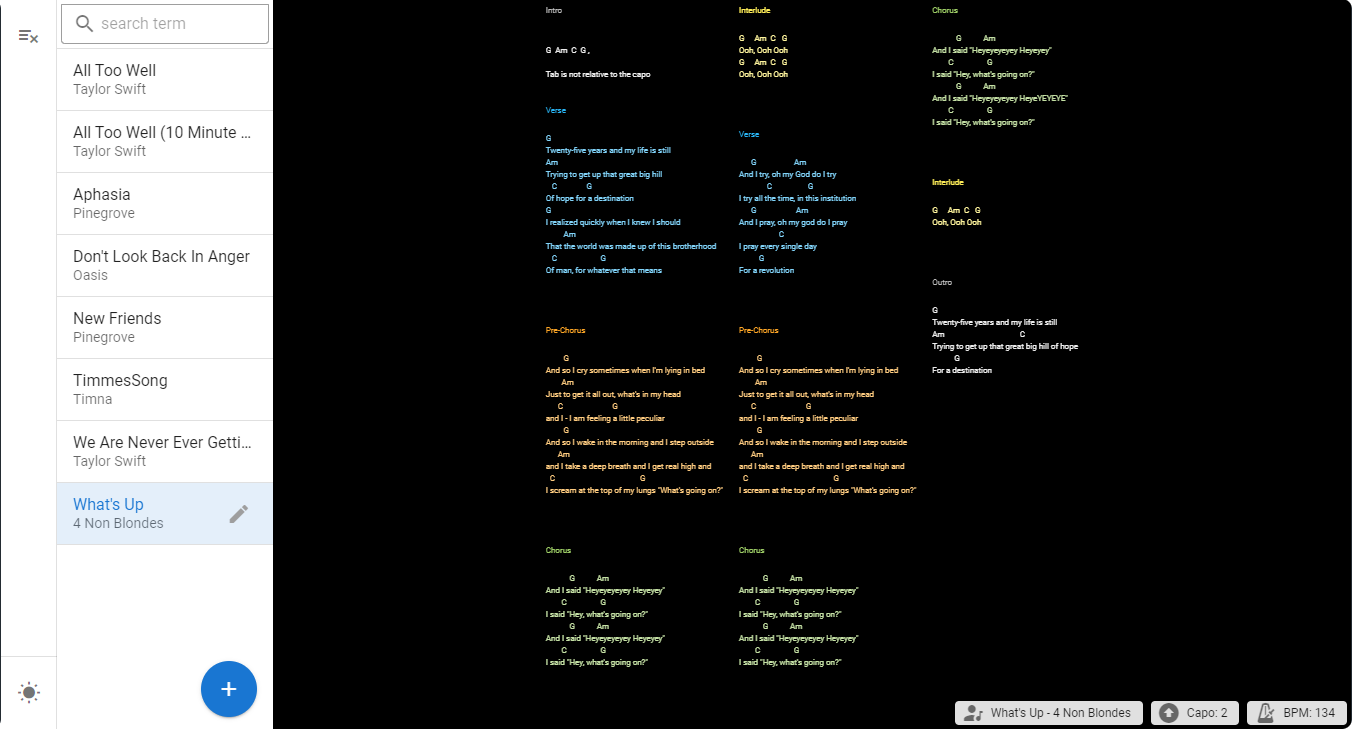 search term
All Too Well
Taylor Swift
All Too Well (10 Minute ...
Taylor Swift
Aphasia
Pinegrove
Don't Look Back In Anger
Oasis
New Friends
Pinegrove
TimmesSong
Timna
We Are Never Ever Getti...
Taylor Swift
What's Up
4 Non Blondes
+
Intro
G Am C G ,
Tab is not relative to the capo
Verse
G
Twenty-five years and my life is still
Am
Trying to get up that great big hill
C G
Of hope for a destination
G
I realized quickly when I knew I should
Am
That the world was made up of this brotherhood
C G
Of man, for whatever that means
Pre-Chorus
G
And so I cry sometimes when I'm lying in bed
Am
Just to get it all out, what's in my head
C G
and I - I am feeling a little peculiar
G
And so I wake in the morning and I step outside
Am
and I take a deep breath and I get real high and
C G
I scream at the top of my lungs "What's going on?"
Chorus
G Am
And I said "Heyeyeyeyey Heyeyey"
C G
I said "Hey, what's going on?"
G Am
And I said "Heyeyeyeyey Heyeyey"
C G
I said "Hey, what's going on?"
Interlude
G Am C G
Ooh, Ooh Ooh
G Am C G
Ooh, Ooh Ooh
Verse
G Am
And I try, oh my God do I try
C G
I try all the time, in this institution
G Am
And I pray, oh my god do I pray
C
I pray every single day
G
For a revolution
Pre-Chorus
G
And so I cry sometimes when I'm lying in bed
Am
Just to get it all out, what's in my head
C G
and I - I am feeling a little peculiar
G
And so I wake in the morning and I step outside
Am
and I take a deep breath and I get real high and
C G
I scream at the top of my lungs "What's going on?"
Chorus
G Am
And I said "Heyeyeyeyey Heyeyey"
C G
I said "Hey, what's going on?"
G Am
And I said "Heyeyeyeyey Heyeyey"
C G
I said "Hey, what's going on?"
Chorus
G Am
And I said "Heyeyeyeyey Heyeyey"
C G
I said "Hey, what's going on?"
G Am
And I said "Heyeyeyeyey HeyeYEYEYE"
C G
I said "Hey, what's going on?"
Interlude
G Am C G
Ooh, Ooh Ooh
Outro
G
Twenty-five years and my life is still
Am C
Trying to get up that great big hill of hope
G
For a destination
What's Up - 4 Non Blondes
Capo: 2
BPM: 134